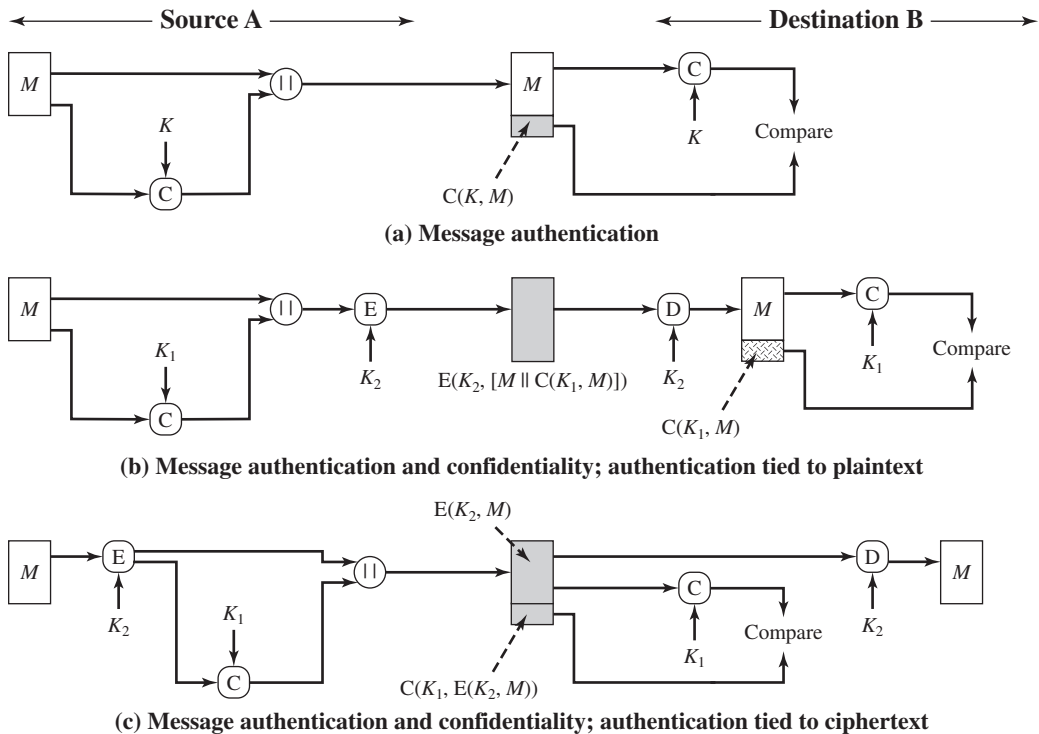 Source A
Destination B
M
||
M
C
K
K
Compare
C
C(K, M)
(a) Message authentication
M
||
E
D
M
C
K₁
K₂
E(K₂, [M || C(K₁, M)])
K₂
K₁
Compare
C
C(K₁, M)
(b) Message authentication and confidentiality; authentication tied to plaintext
E(K₂, M)
M
E
||
D
M
K₂
K₁
C
K₁
Compare
K₂
C
C(K₁, E(K₂, M))
(c) Message authentication and confidentiality; authentication tied to ciphertext